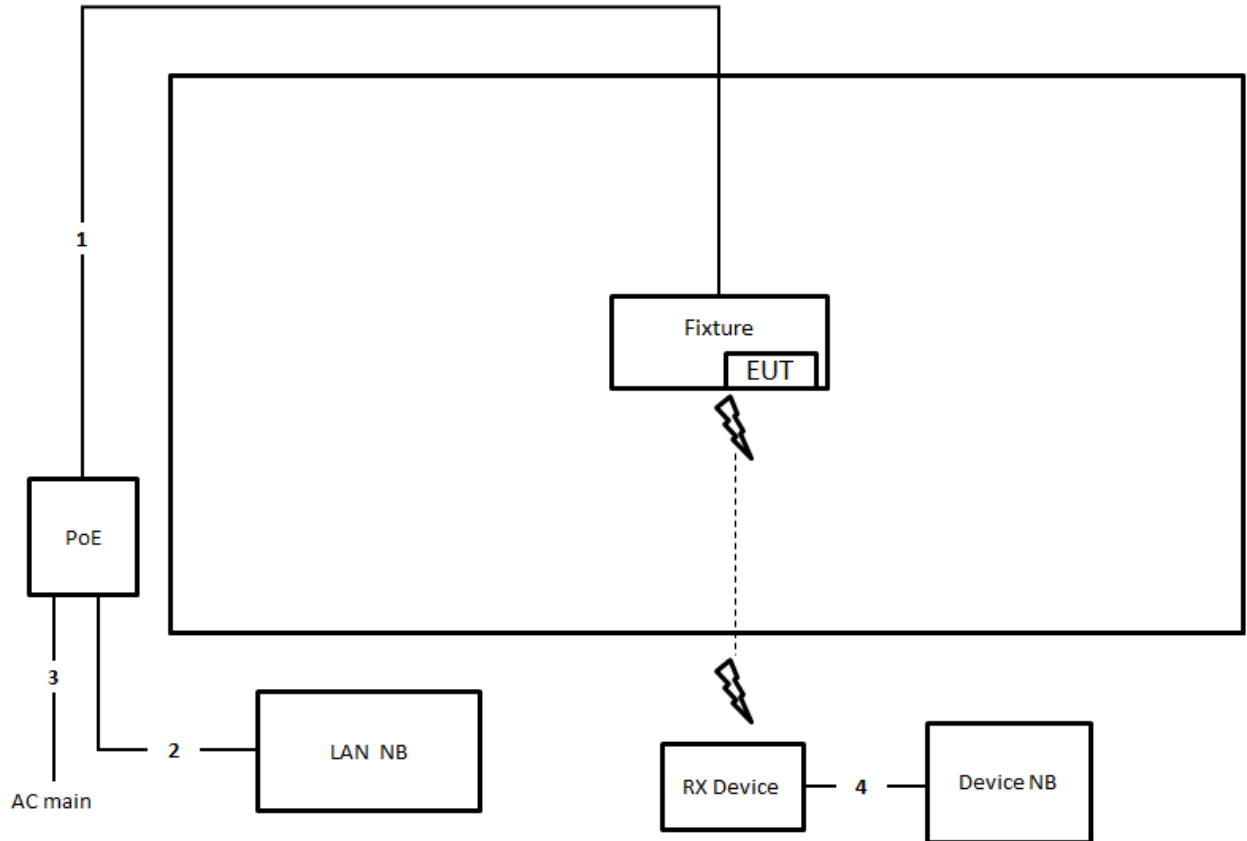 1
Fixture
EUT
PoE
3
2
LAN NB
AC main
RX Device
4
Device NB